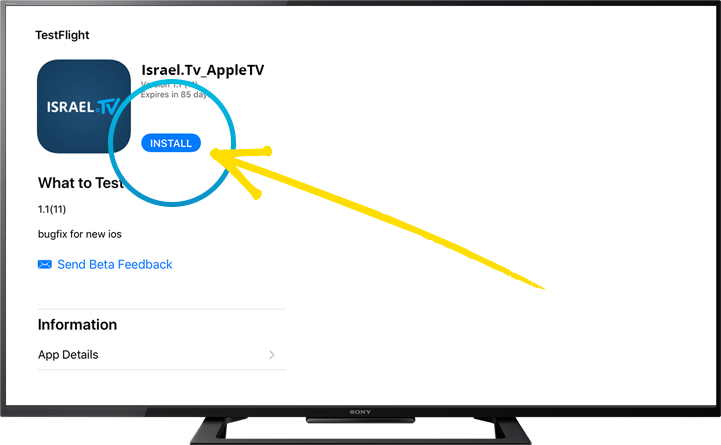 TestFlight
Israel.Tv_AppleTV
ISRAEL.TV
Version 1.1 (11)
Expires in 85 day
INSTALL
What to Test
1.1(11)
bugfix for new ios
Send Beta Feedback
Information
App Details
SONY